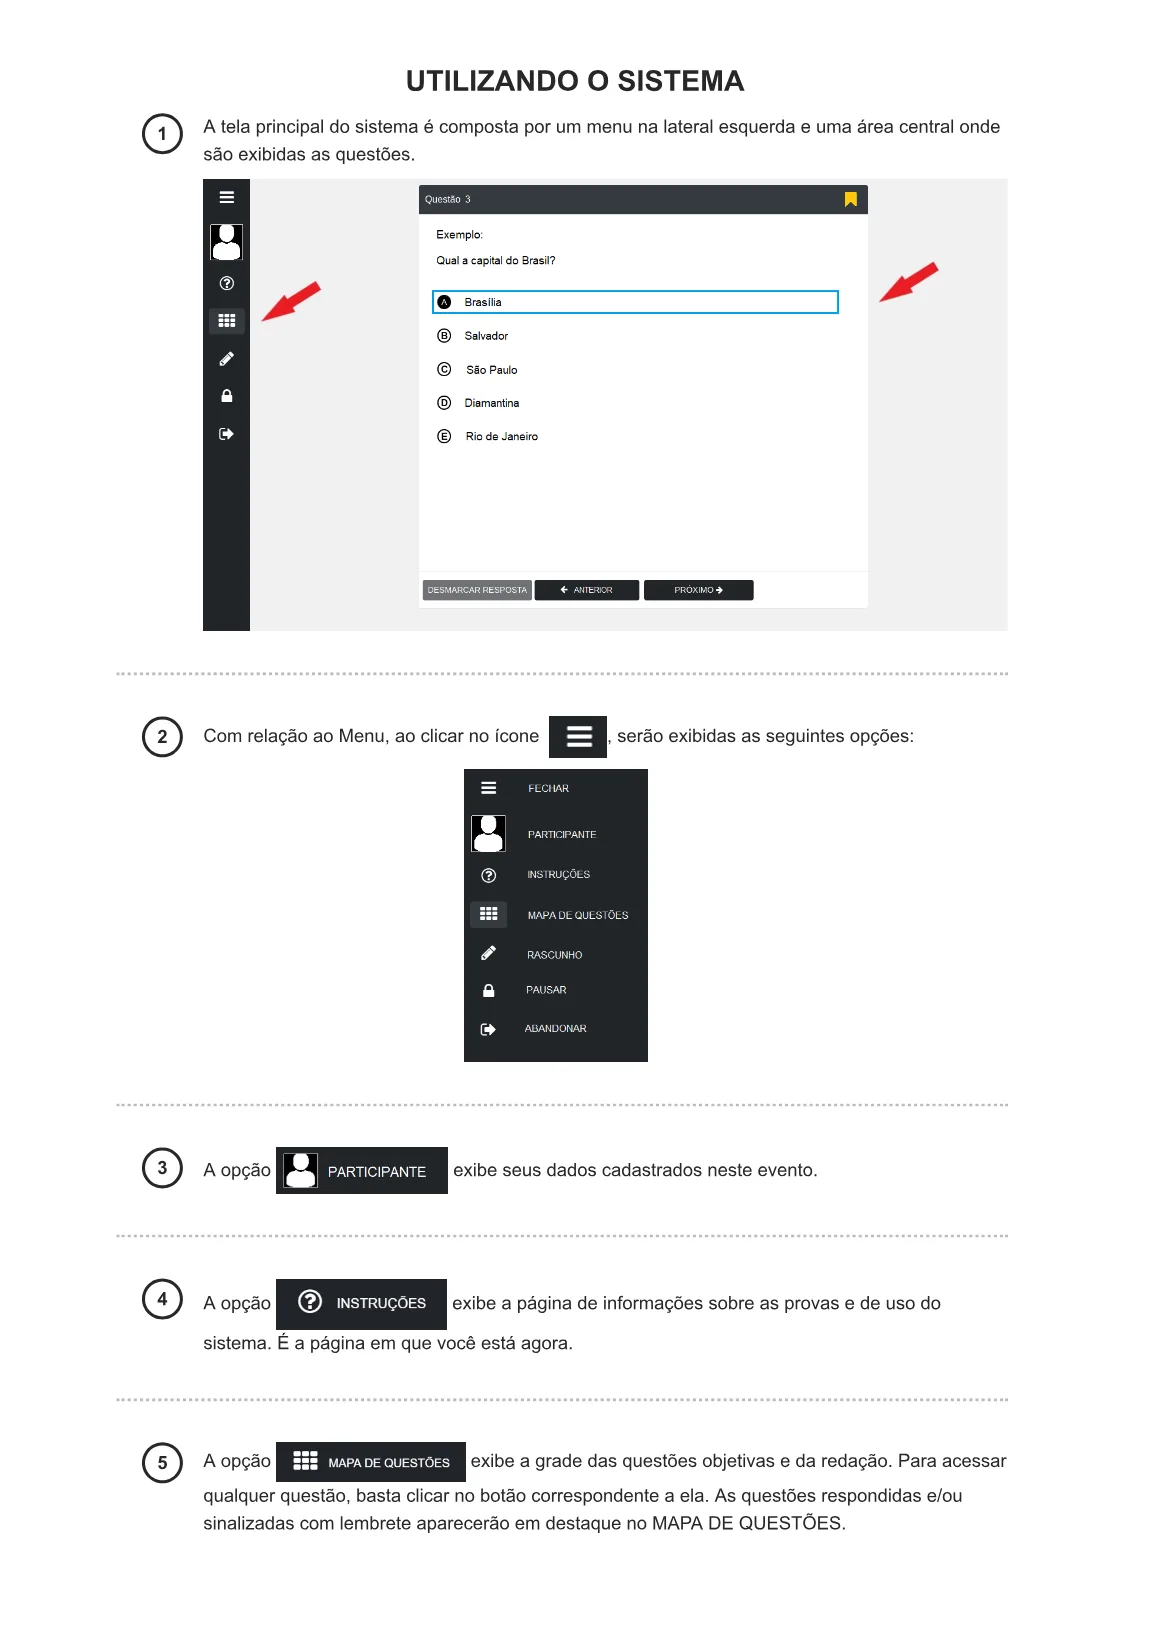 UTILIZANDO O SISTEMA
1
A tela principal do sistema é composta por um menu na lateral esquerda e uma área central onde
são exibidas as questões.
Questão 3
Exemplo:
Qual a capital do Brasil?
A Brasília
B Salvador
C São Paulo
D Diamantina
E Rio de Janeiro
DESMARCAR RESPOSTA ANTERIOR PRÓXIMO
2
Com relação ao Menu, ao clicar no ícone , serão exibidas as seguintes opções:
FECHAR
PARTICIPANTE
INSTRUÇÕES
MAPA DE QUESTÕES
RASCUNHO
PAUSAR
ABANDONAR
3
A opção PARTICIPANTE exibe seus dados cadastrados neste evento.
4
A opção INSTRUÇÕES exibe a página de informações sobre as provas e de uso do
sistema. É a página em que você está agora.
5
A opção MAPA DE QUESTÕES exibe a grade das questões objetivas e da redação. Para acessar
qualquer questão, basta clicar no botão correspondente a ela. As questões respondidas e/ou
sinalizadas com lembrete aparecerão em destaque no MAPA DE QUESTÕES.